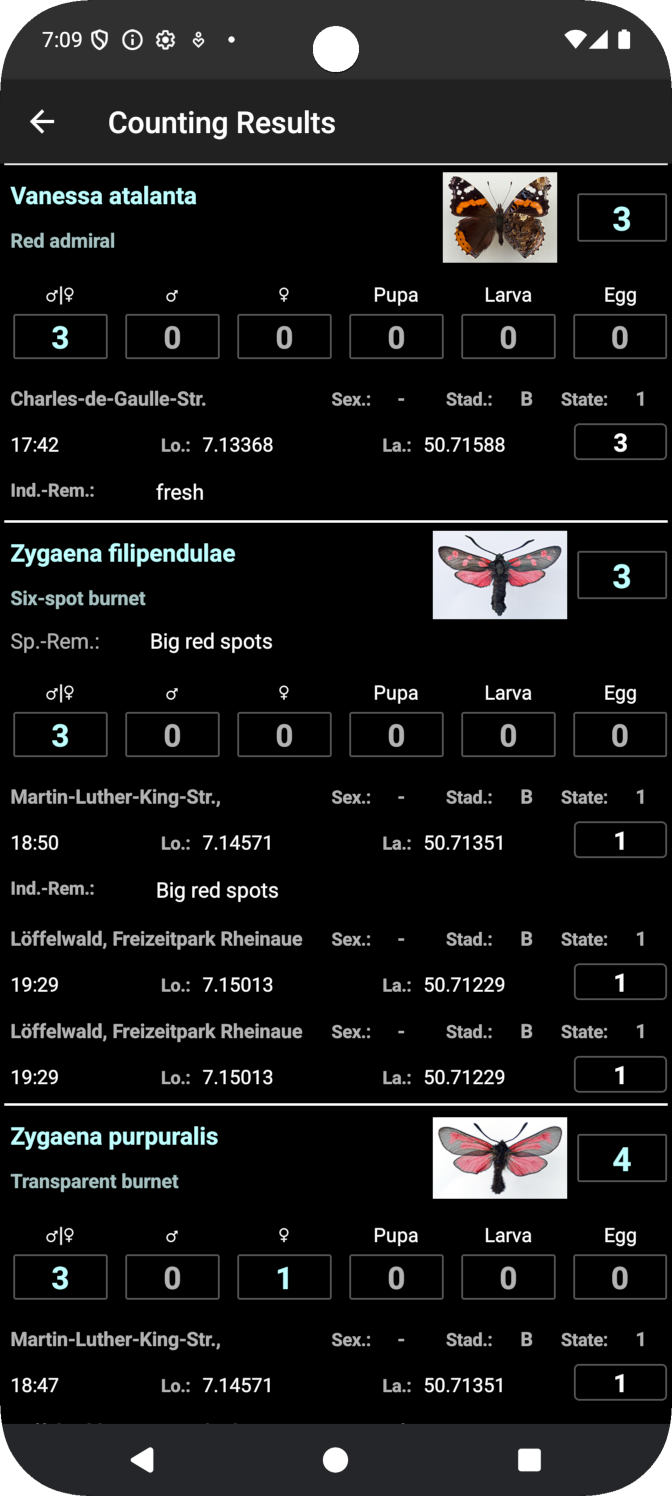 7:09
Counting Results
Vanessa atalanta
3
Red admiral
♂|♀ ♂ ♀ Pupa Larva Egg
3 0 0 0 0 0
Charles-de-Gaulle-Str. Sex.: - Stad.: B State: 1
17:42 Lo.: 7.13368 La.: 50.71588 3
Ind.-Rem.: fresh
Zygaena filipendulae
3
Six-spot burnet
Sp.-Rem.: Big red spots
♂|♀ ♂ ♀ Pupa Larva Egg
3 0 0 0 0 0
Martin-Luther-King-Str., Sex.: - Stad.: B State: 1
18:50 Lo.: 7.14571 La.: 50.71351 1
Ind.-Rem.: Big red spots
Löffelwald, Freizeitpark Rheinaue Sex.: - Stad.: B State: 1
19:29 Lo.: 7.15013 La.: 50.71229 1
Löffelwald, Freizeitpark Rheinaue Sex.: - Stad.: B State: 1
19:29 Lo.: 7.15013 La.: 50.71229 1
Zygaena purpuralis
4
Transparent burnet
♂|♀ ♂ ♀ Pupa Larva Egg
3 0 1 0 0 0
Martin-Luther-King-Str., Sex.: - Stad.: B State: 1
18:47 Lo.: 7.14571 La.: 50.71351 1